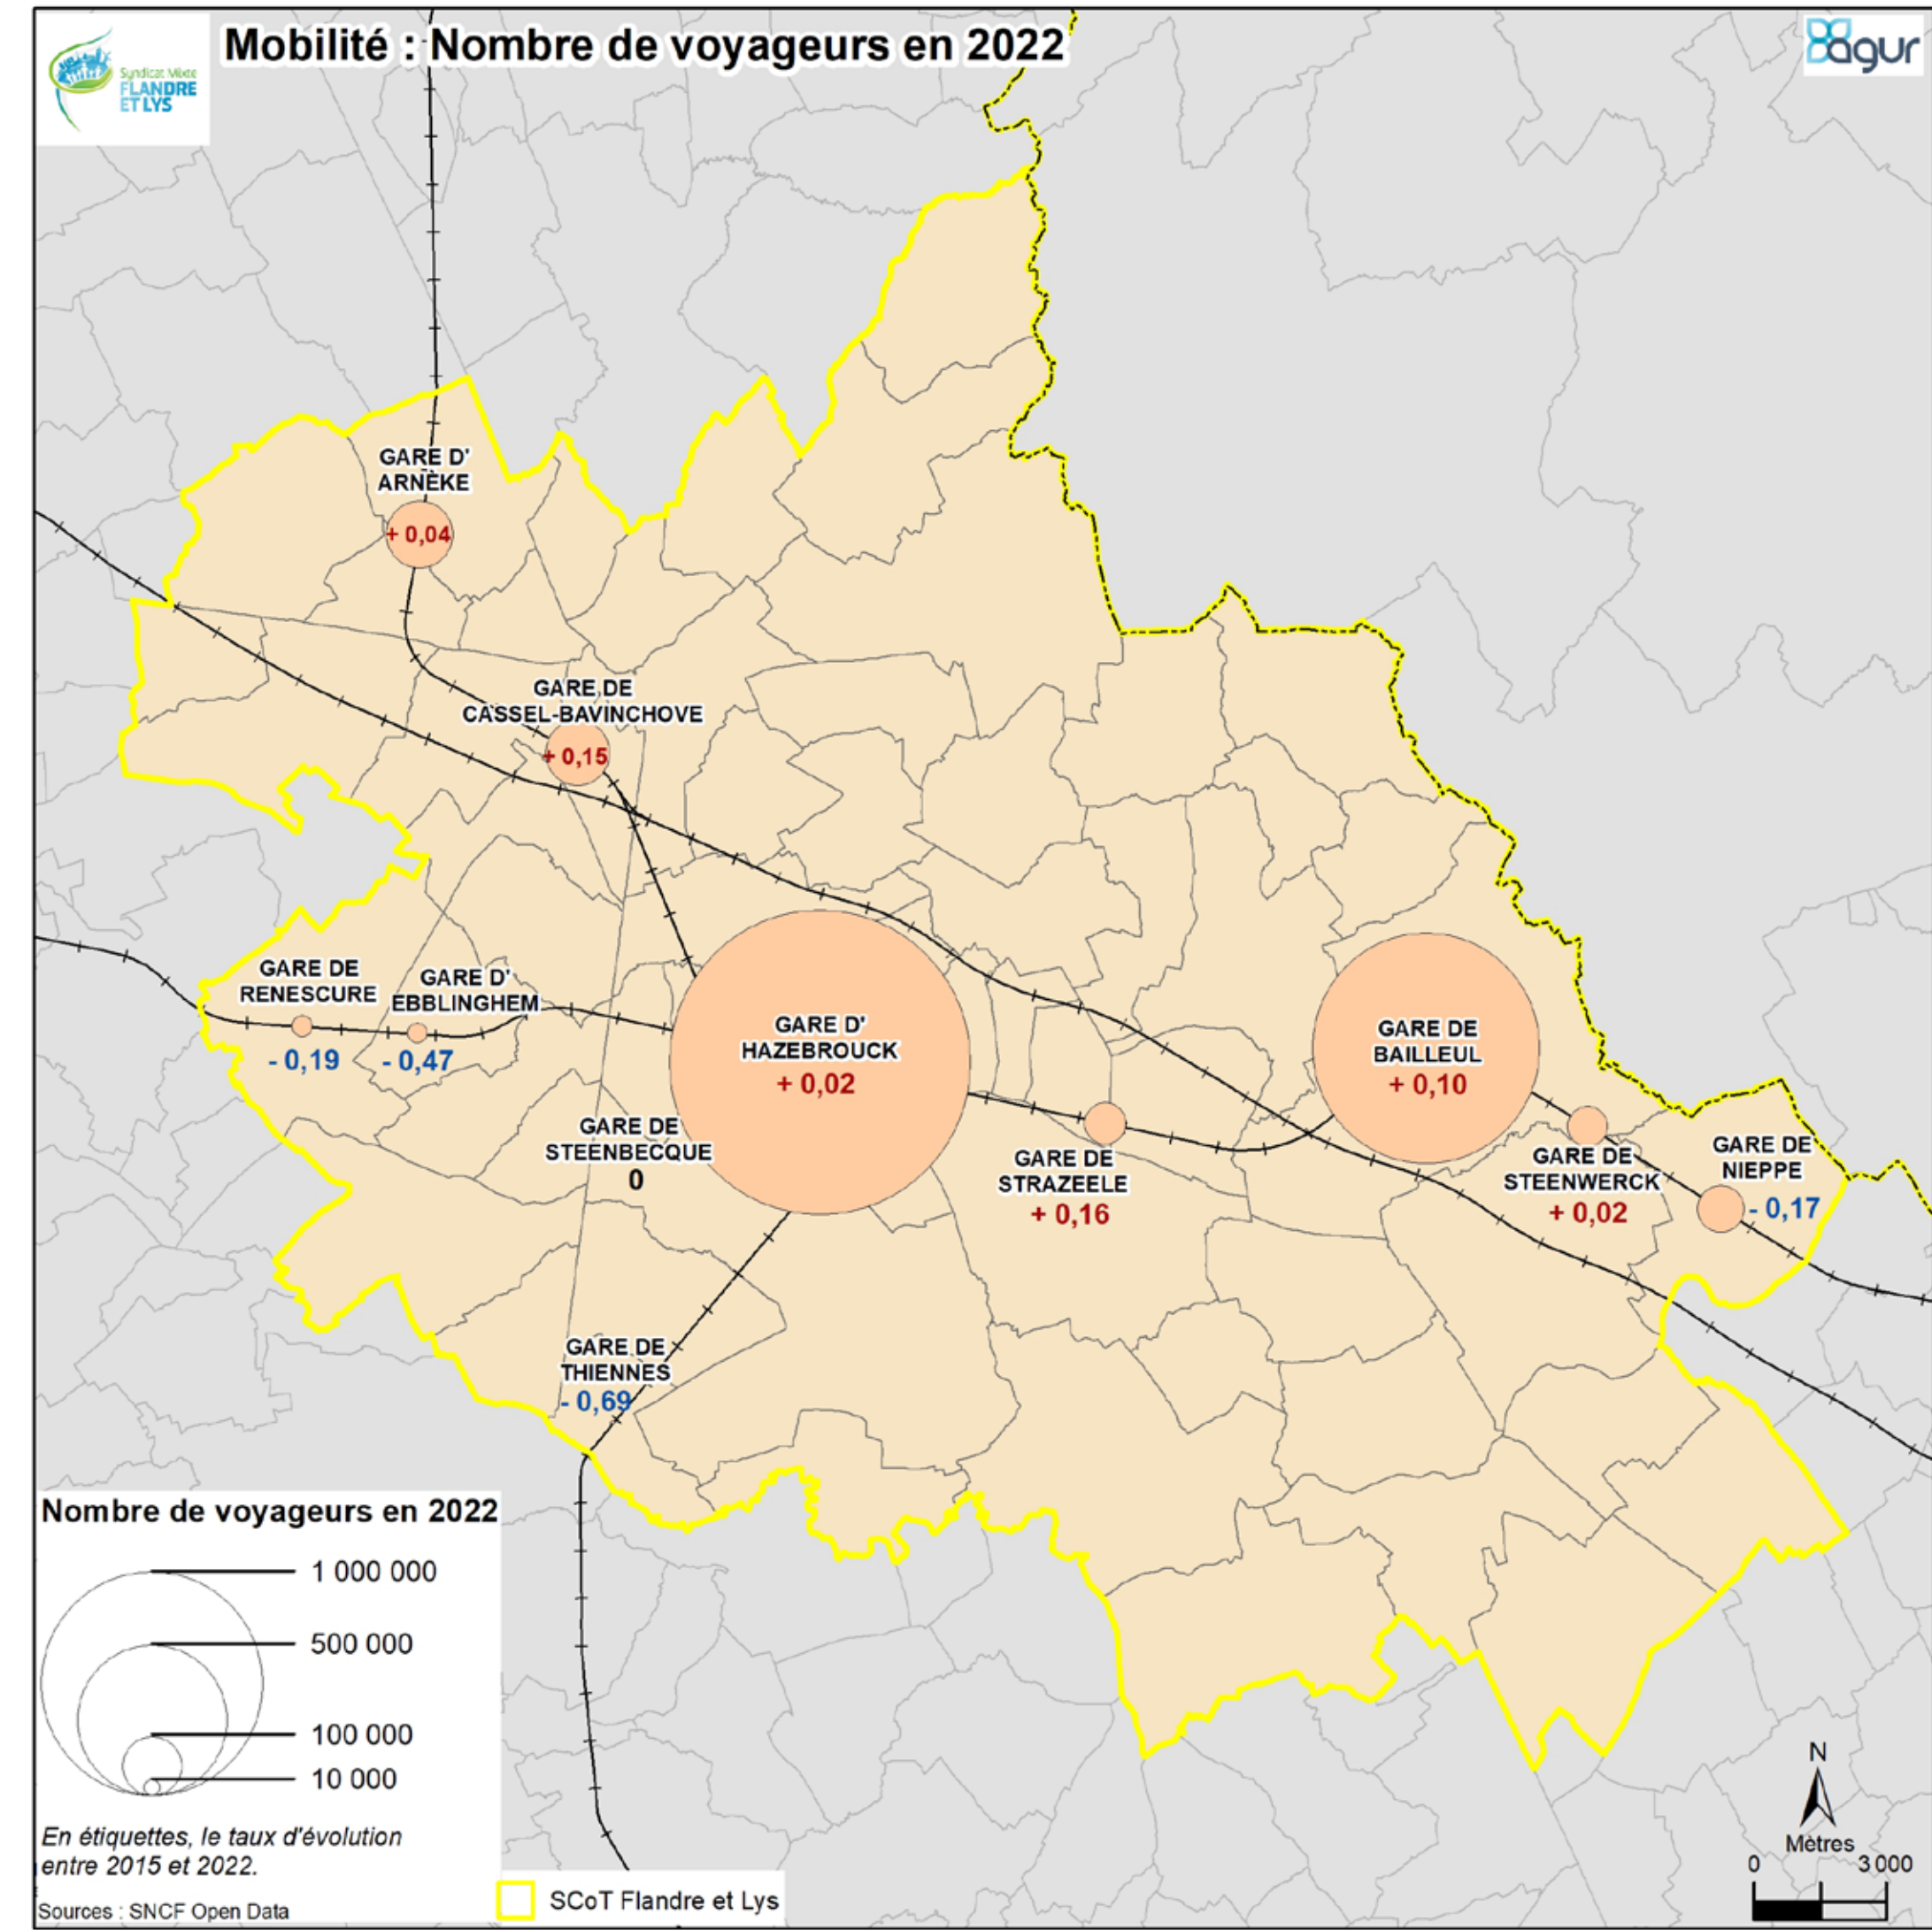 Mobilité : Nombre de voyageurs en 2022
Syndicat Mixte
FLANDRE
ET LYS
agur
GARE D'
ARNÈKE
+ 0,04
GARE DE
CASSEL-BAVINCHOVE
+ 0,15
GARE DE
RENESCURE
- 0,19
GARE D'
EBBLINGHEM
- 0,47
GARE D'
HAZEBROUCK
+ 0,02
GARE DE
BAILLEUL
+ 0,10
GARE DE
STEENBECQUE
0
GARE DE
STRAZEELE
+ 0,16
GARE DE
STEENWERCK
+ 0,02
GARE DE
NIEPPE
- 0,17
GARE DE
THIENNES
- 0,69
Nombre de voyageurs en 2022
1 000 000
500 000
100 000
10 000
En étiquettes, le taux d'évolution
entre 2015 et 2022.
Sources : SNCF Open Data
SCoT Flandre et Lys
N
Mètres
0 3 000